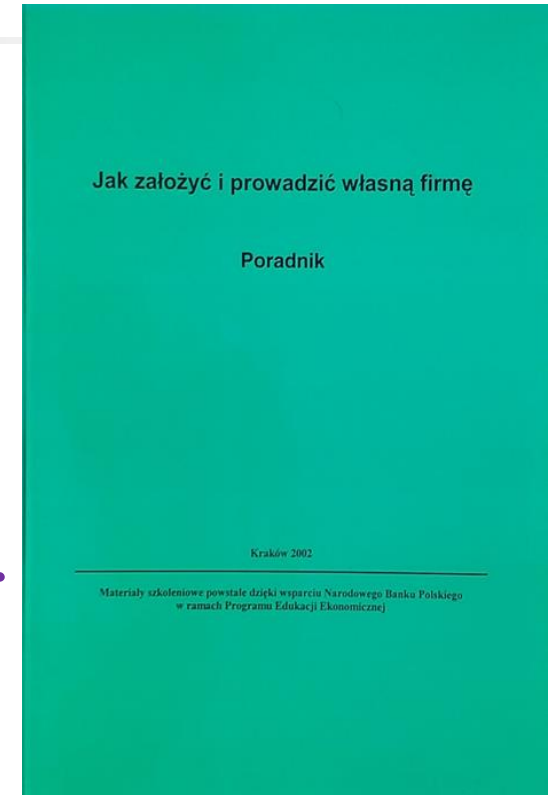 Jak założyć i prowadzić własną firmę
Poradnik
Kraków 2002
Materiały szkoleniowe powstałe dzięki wsparciu Narodowego Banku Polskiego
w ramach Programu Edukacji Ekonomicznej